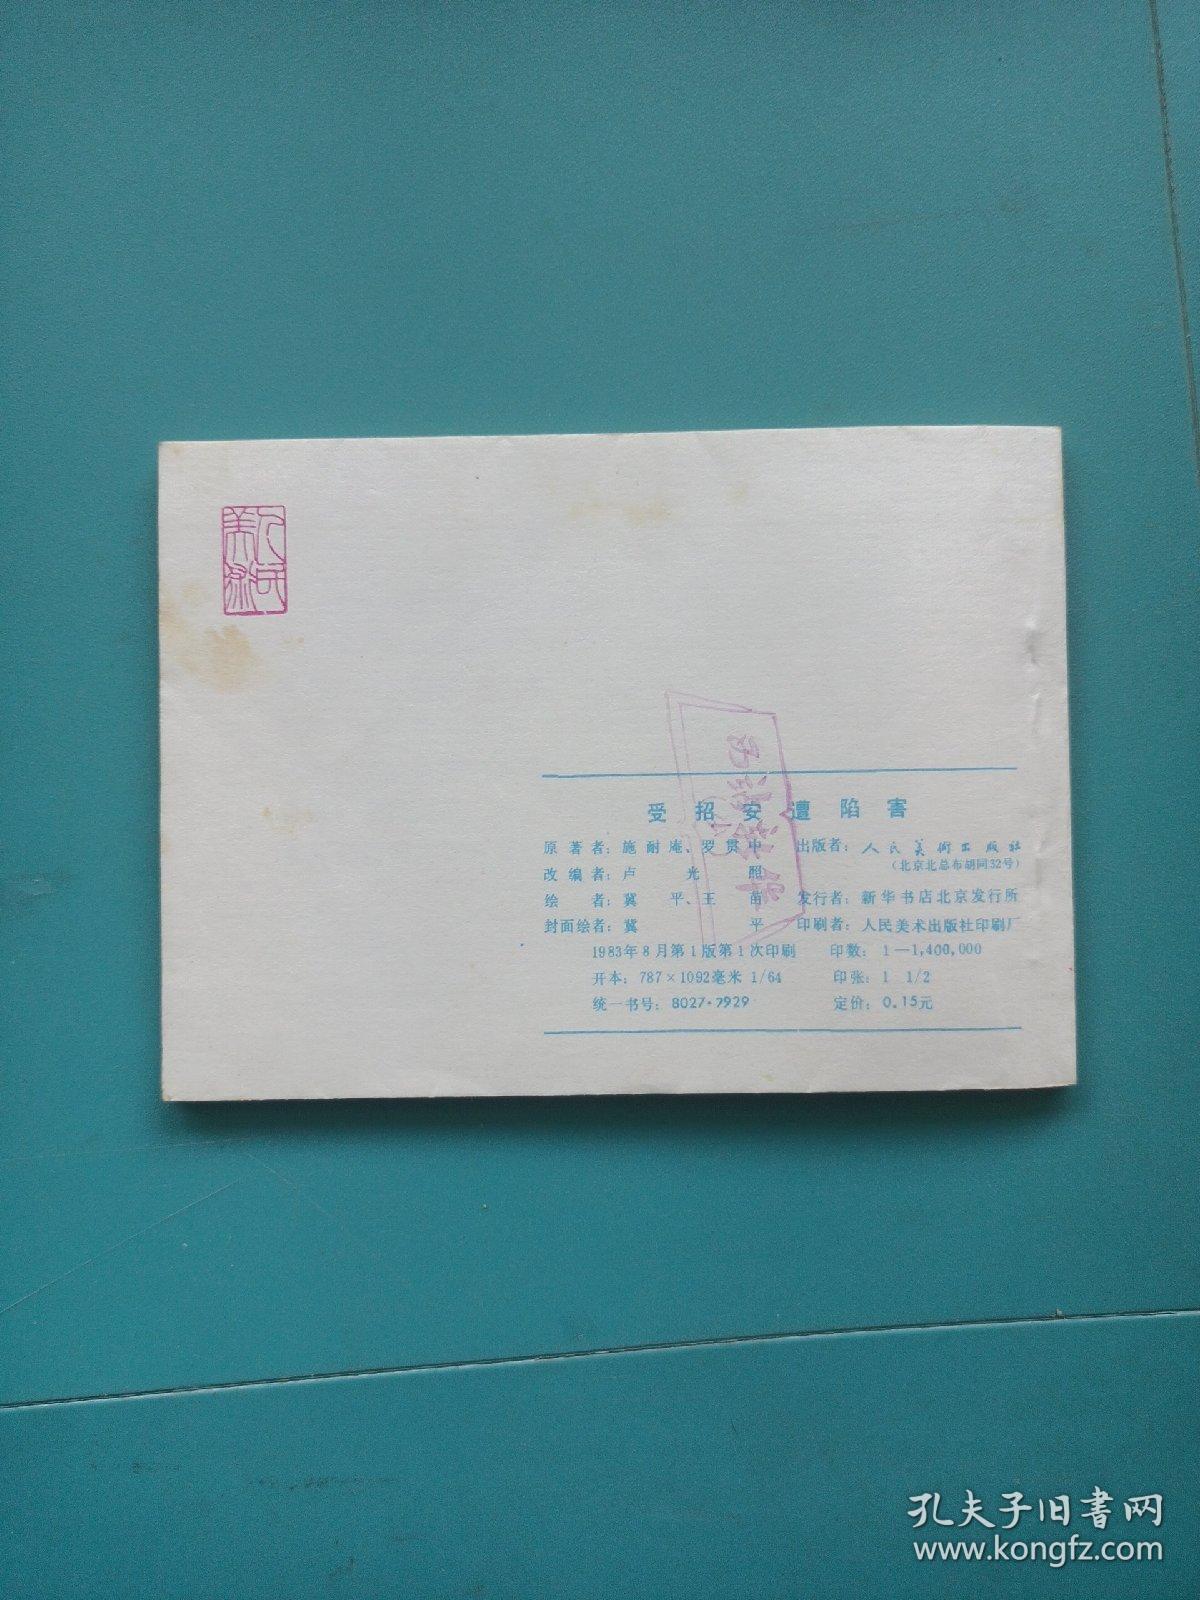 人民美術
受招安遭陷害
原著者：施耐庵、罗贯中 出版者：人民美術出版社
（北京北总布胡同32号）
改编者：卢光照
绘者：冀平、王苗 发行者：新华书店北京发行所
封面绘者：冀平 印刷者：人民美术出版社印刷厂
1983年8月第1版第1次印刷 印数：1—1,400,000
开本：787×1092毫米 1/64 印张：1 1/2
统一书号：8027·7929 定价：0.15元
孔夫子旧書网
www.kongfz.com